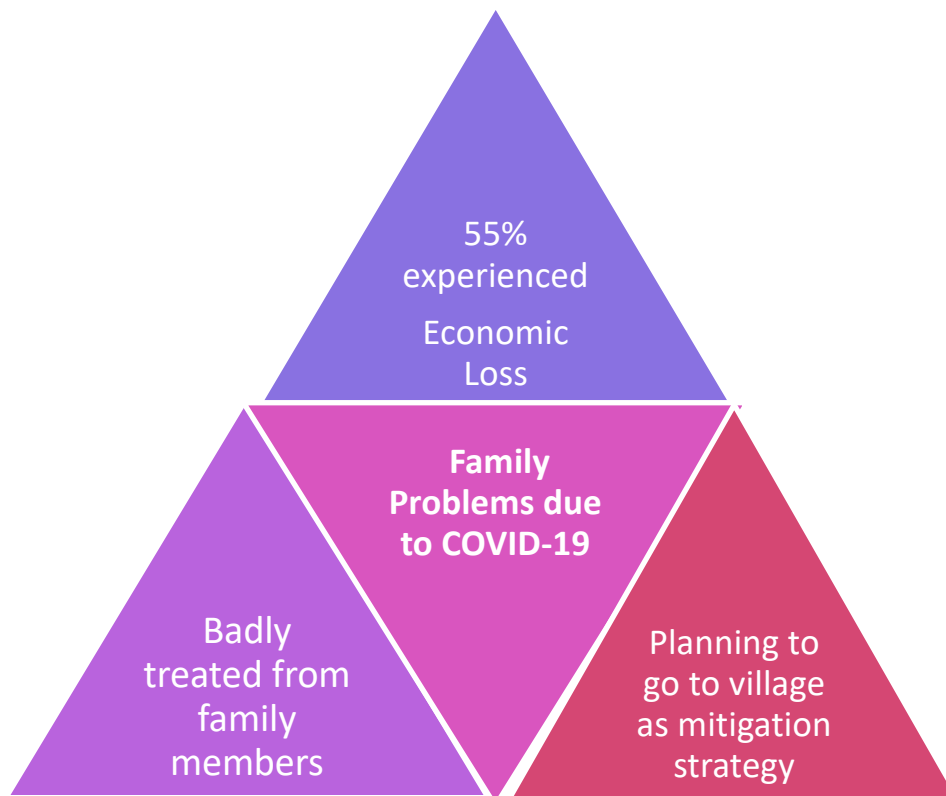 55%
experienced
Economic
Loss
Family
Problems due
to COVID-19
Badly
treated from
family
members
Planning to
go to village
as mitigation
strategy